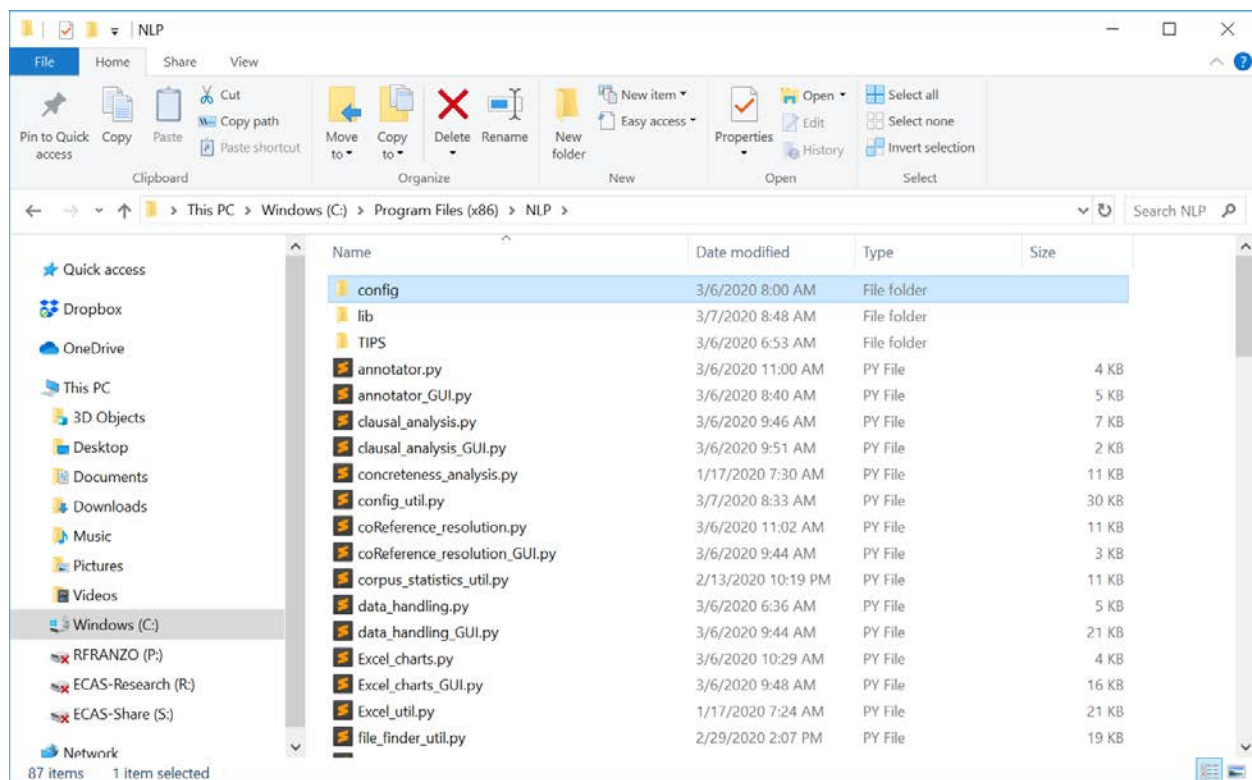 NLP
File Home Share View
Pin to Quick access
Copy
Paste
Cut
Copy path
Paste shortcut
Clipboard
Move to
Copy to
Delete
Rename
Organize
New folder
New item
Easy access
New
Properties
Open
Edit
History
Open
Select all
Select none
Invert selection
Select
This PC > Windows (C:) > Program Files (x86) > NLP >
Search NLP
Quick access
Dropbox
OneDrive
This PC
3D Objects
Desktop
Documents
Downloads
Music
Pictures
Videos
Windows (C:)
RFRANZO (P:)
ECAS-Research (R:)
ECAS-Share (S:)
Network
Name Date modified Type Size
config 3/6/2020 8:00 AM File folder
lib 3/7/2020 8:48 AM File folder
TIPS 3/6/2020 6:53 AM File folder
annotator.py 3/6/2020 11:00 AM PY File 4 KB
annotator_GUI.py 3/6/2020 8:40 AM PY File 5 KB
clausal_analysis.py 3/6/2020 9:46 AM PY File 7 KB
clausal_analysis_GUI.py 3/6/2020 9:51 AM PY File 2 KB
concreteness_analysis.py 1/17/2020 7:30 AM PY File 11 KB
config_util.py 3/7/2020 8:33 AM PY File 30 KB
coReference_resolution.py 3/6/2020 11:02 AM PY File 11 KB
coReference_resolution_GUI.py 3/6/2020 9:44 AM PY File 3 KB
corpus_statistics_util.py 2/13/2020 10:19 PM PY File 11 KB
data_handling.py 3/6/2020 6:36 AM PY File 5 KB
data_handling_GUI.py 3/6/2020 9:44 AM PY File 21 KB
Excel_charts.py 3/6/2020 10:29 AM PY File 4 KB
Excel_charts_GUI.py 3/6/2020 9:48 AM PY File 16 KB
Excel_util.py 1/17/2020 7:24 AM PY File 21 KB
file_finder_util.py 2/29/2020 2:07 PM PY File 19 KB
87 items 1 item selected